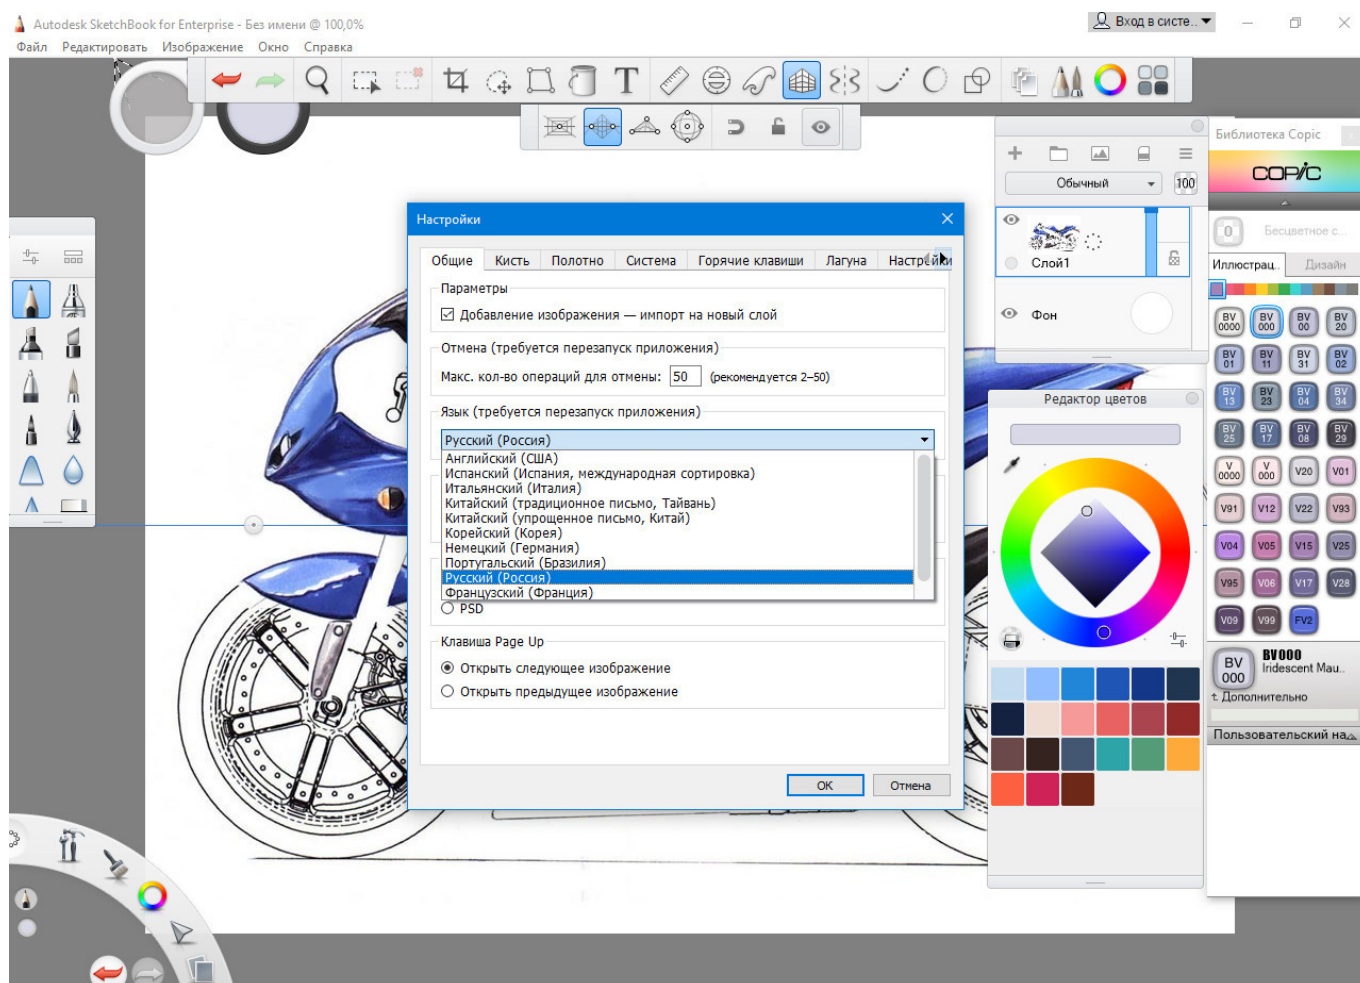 Autodesk SketchBook for Enterprise - Без имени @ 100,0%
Вход в систе..
Файл Редактировать Изображение Окно Справка
T
Обычный 100
Слой1
Фон
Библиотека Copic
COPIC
0 Бесцветное с...
Иллюстрац.. Дизайн
BV 0000 BV 000 BV 00 BV 20
BV 01 BV 11 BV 31 BV 02
BV 13 BV 23 BV 04 BV 34
BV 25 BV 17 BV 08 BV 29
V 0000 V 000 V20 V01
V91 V12 V22 V93
V04 V05 V15 V25
V95 V06 V17 V28
V09 V99 FV2
BV 000 BV000
Iridescent Mau..
Дополнительно
Пользовательский на
Редактор цветов
Настройки
Общие Кисть Полотно Система Горячие клавиши Лагуна Настройки
Параметры
Добавление изображения — импорт на новый слой
Отмена (требуется перезапуск приложения)
Макс. кол-во операций для отмены: 50 (рекомендуется 2–50)
Язык (требуется перезапуск приложения)
Русский (Россия)
Английский (США)
Испанский (Испания, международная сортировка)
Итальянский (Италия)
Китайский (традиционное письмо, Тайвань)
Китайский (упрощенное письмо, Китай)
Корейский (Корея)
Немецкий (Германия)
Португальский (Бразилия)
Русский (Россия)
Французский (Франция)
PSD
Клавиша Page Up
Открыть следующее изображение
Открыть предыдущее изображение
ОК Отмена